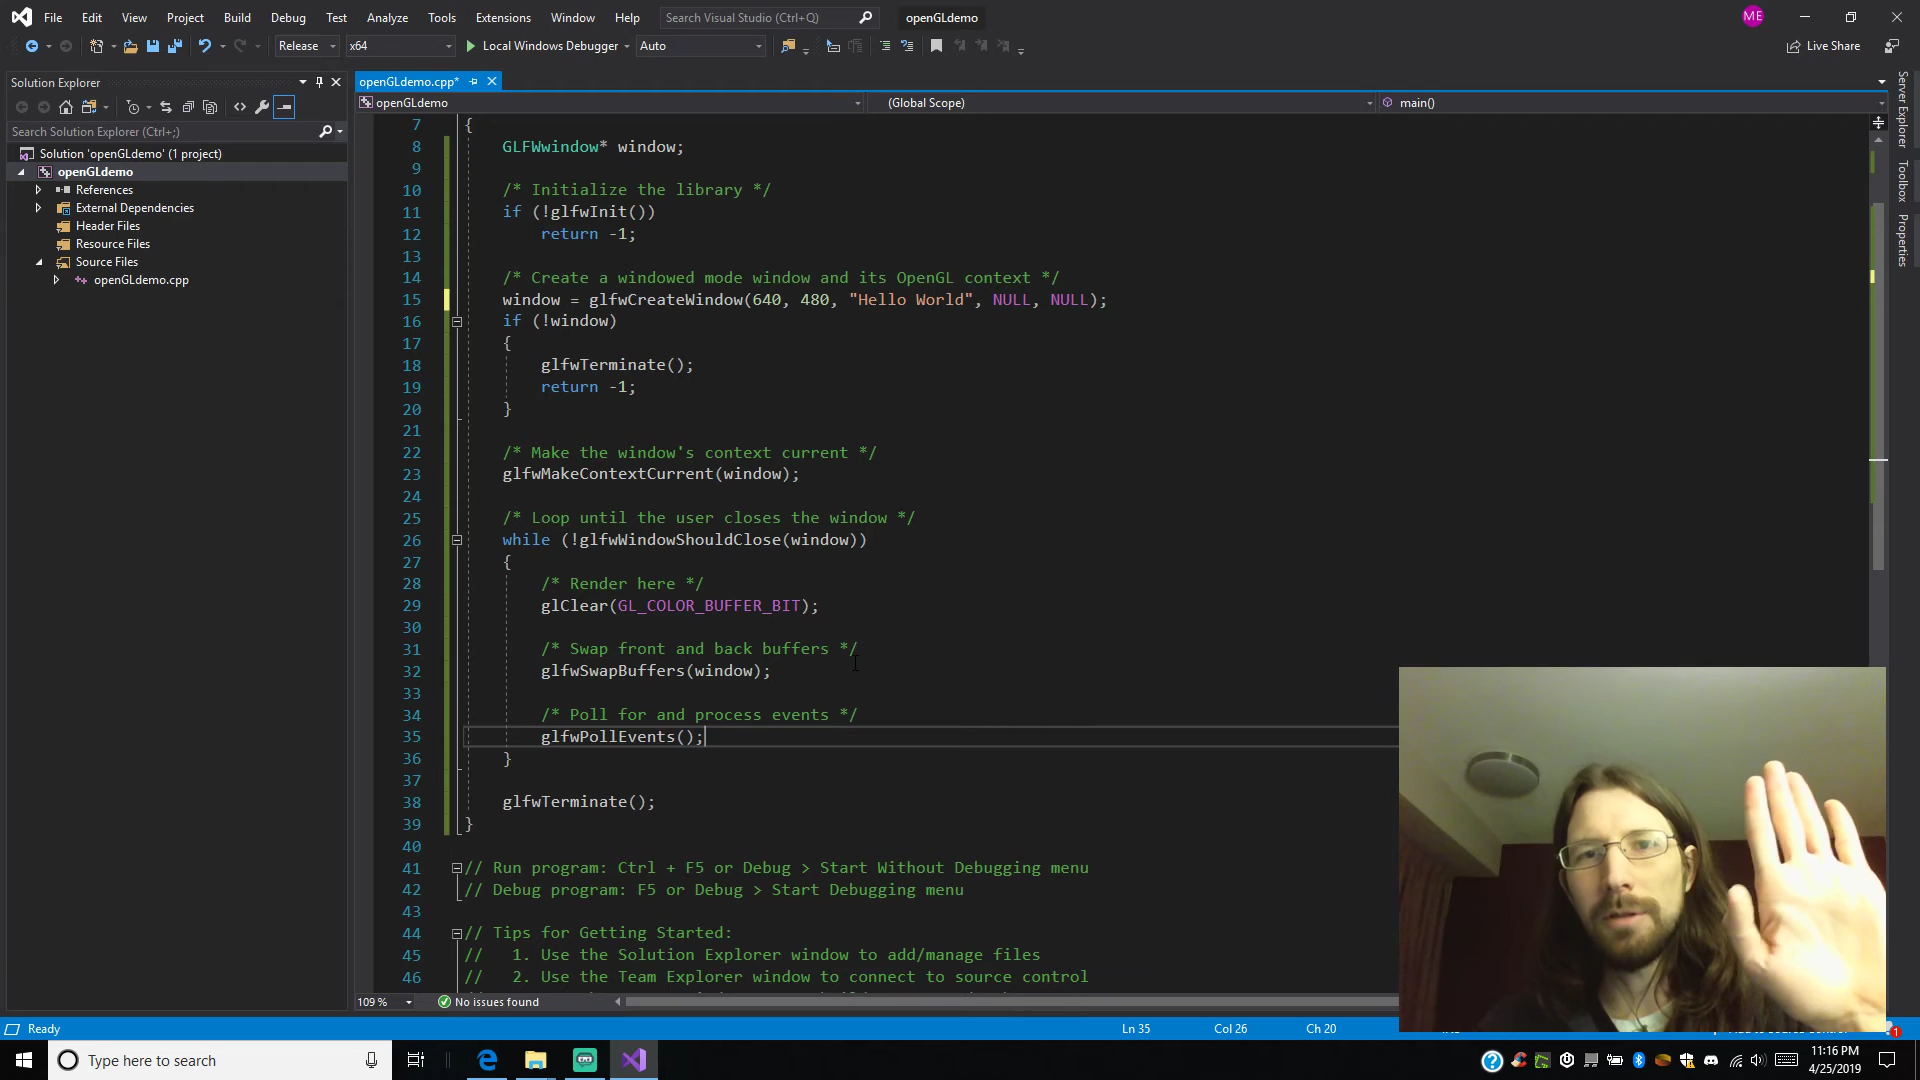 File Edit View Project Build Debug Test Analyze Tools Extensions Window Help Search Visual Studio (Ctrl+Q) openGLdemo ME
Release x64 Local Windows Debugger Auto Live Share
Solution Explorer
Search Solution Explorer (Ctrl+;)
Solution 'openGLdemo' (1 project)
openGLdemo
References
External Dependencies
Header Files
Resource Files
Source Files
openGLdemo.cpp
openGLdemo.cpp*
openGLdemo (Global Scope) main()
7 {
8 GLFWwindow* window;
9
10 /* Initialize the library */
11 if (!glfwInit())
12 return -1;
13
14 /* Create a windowed mode window and its OpenGL context */
15 window = glfwCreateWindow(640, 480, "Hello World", NULL, NULL);
16 if (!window)
17 {
18 glfwTerminate();
19 return -1;
20 }
21
22 /* Make the window's context current */
23 glfwMakeContextCurrent(window);
24
25 /* Loop until the user closes the window */
26 while (!glfwWindowShouldClose(window))
27 {
28 /* Render here */
29 glClear(GL_COLOR_BUFFER_BIT);
30
31 /* Swap front and back buffers */
32 glfwSwapBuffers(window);
33
34 /* Poll for and process events */
35 glfwPollEvents();
36 }
37
38 glfwTerminate();
39 }
40
41 // Run program: Ctrl + F5 or Debug > Start Without Debugging menu
42 // Debug program: F5 or Debug > Start Debugging menu
43
44 // Tips for Getting Started:
45 // 1. Use the Solution Explorer window to add/manage files
46 // 2. Use the Team Explorer window to connect to source control
Server Explorer
Toolbox
Properties
109 % No issues found
Ready Ln 35 Col 26 Ch 20 1
Type here to search
11:16 PM
4/25/2019